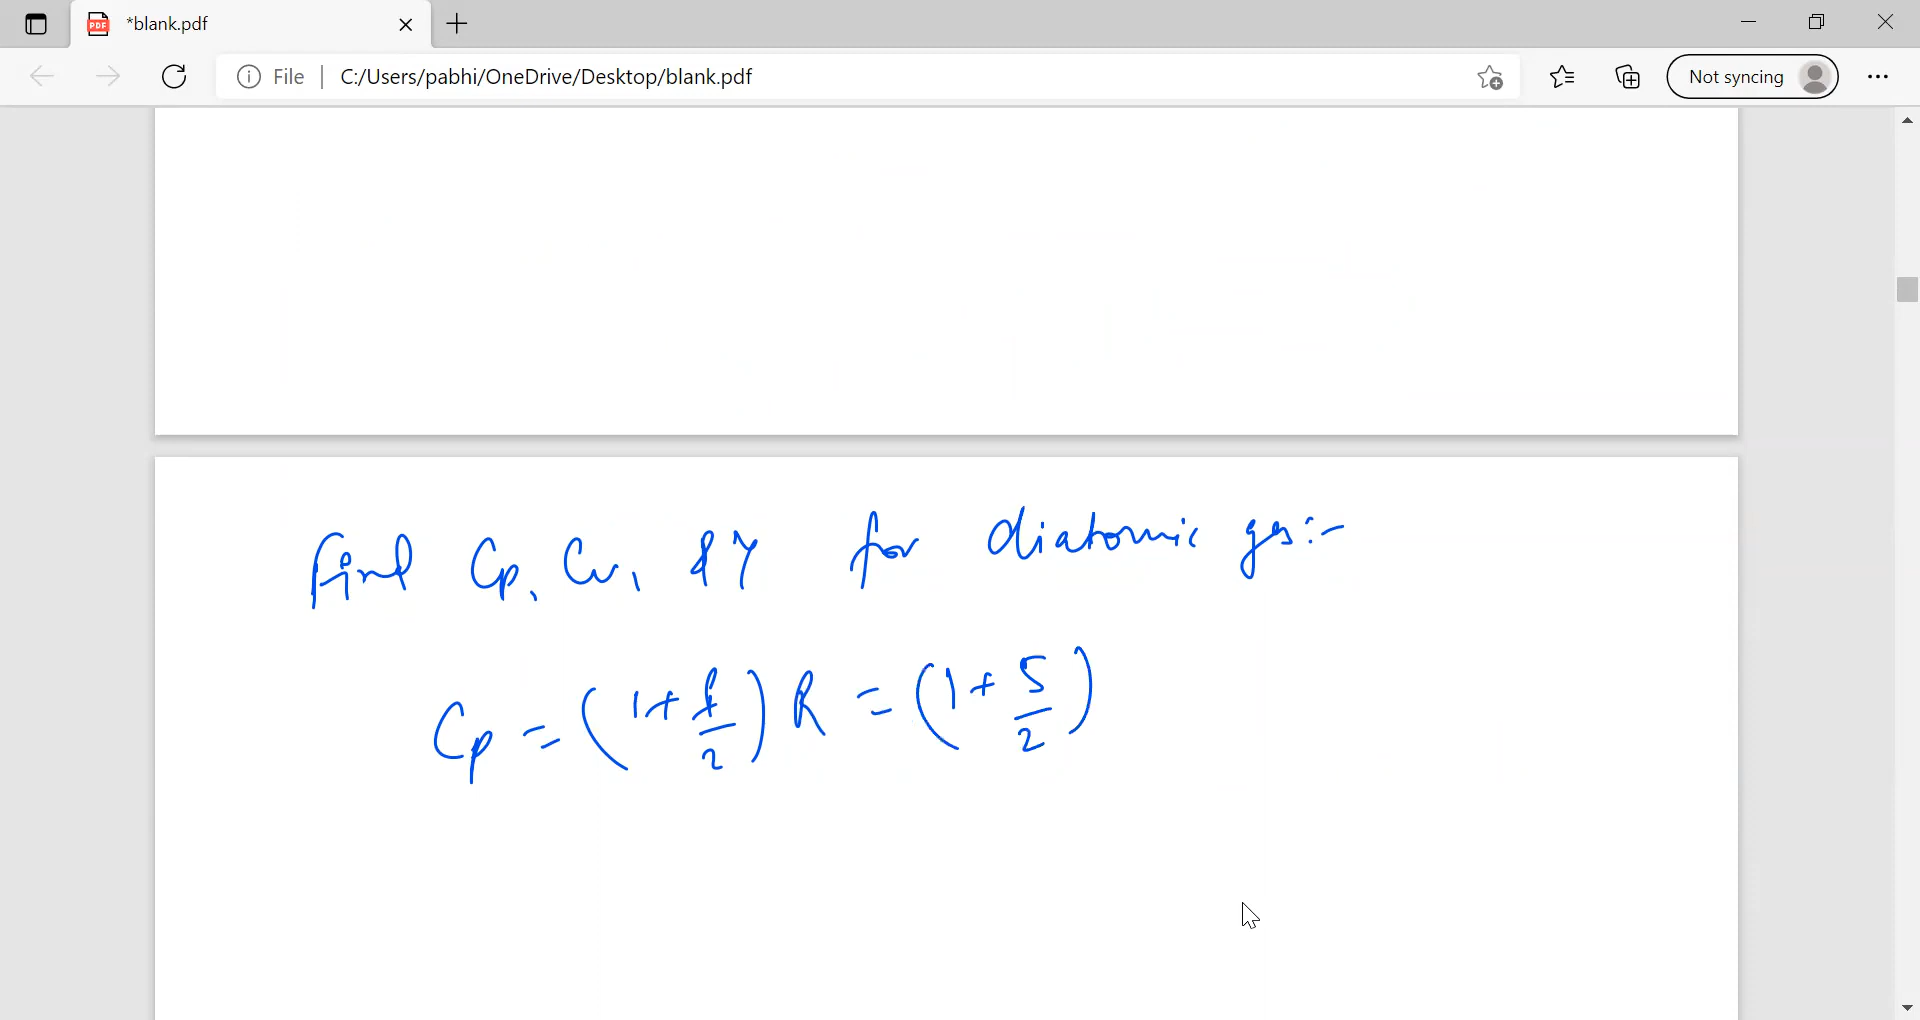 *blank.pdf
File | C:/Users/pabhi/OneDrive/Desktop/blank.pdf
Not syncing
Find Cp, Cv, & γ for diatomic gas:-
Cp = (1+f/2) R = (1+5/2)